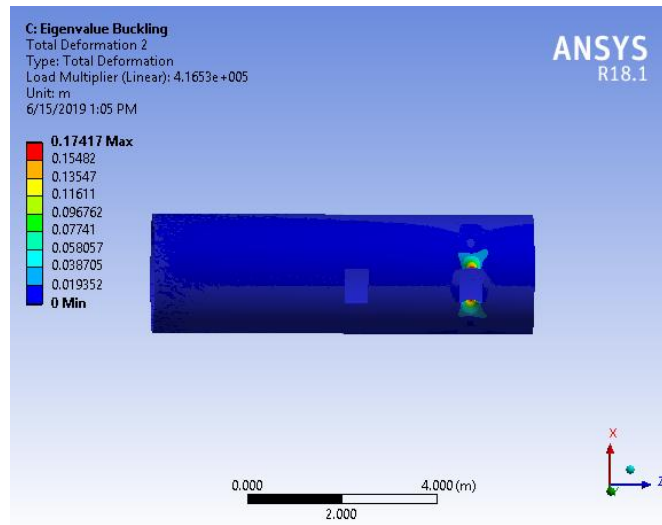 C: Eigenvalue Buckling
Total Deformation 2
Type: Total Deformation
Load Multiplier (Linear): 4.1653e+005
Unit: m
6/15/2019 1:05 PM
ANSYS
R18.1
0.17417 Max
0.15482
0.13547
0.11611
0.096762
0.07741
0.058057
0.038705
0.019352
0 Min
0.000
4.000 (m)
2.000
X
Z